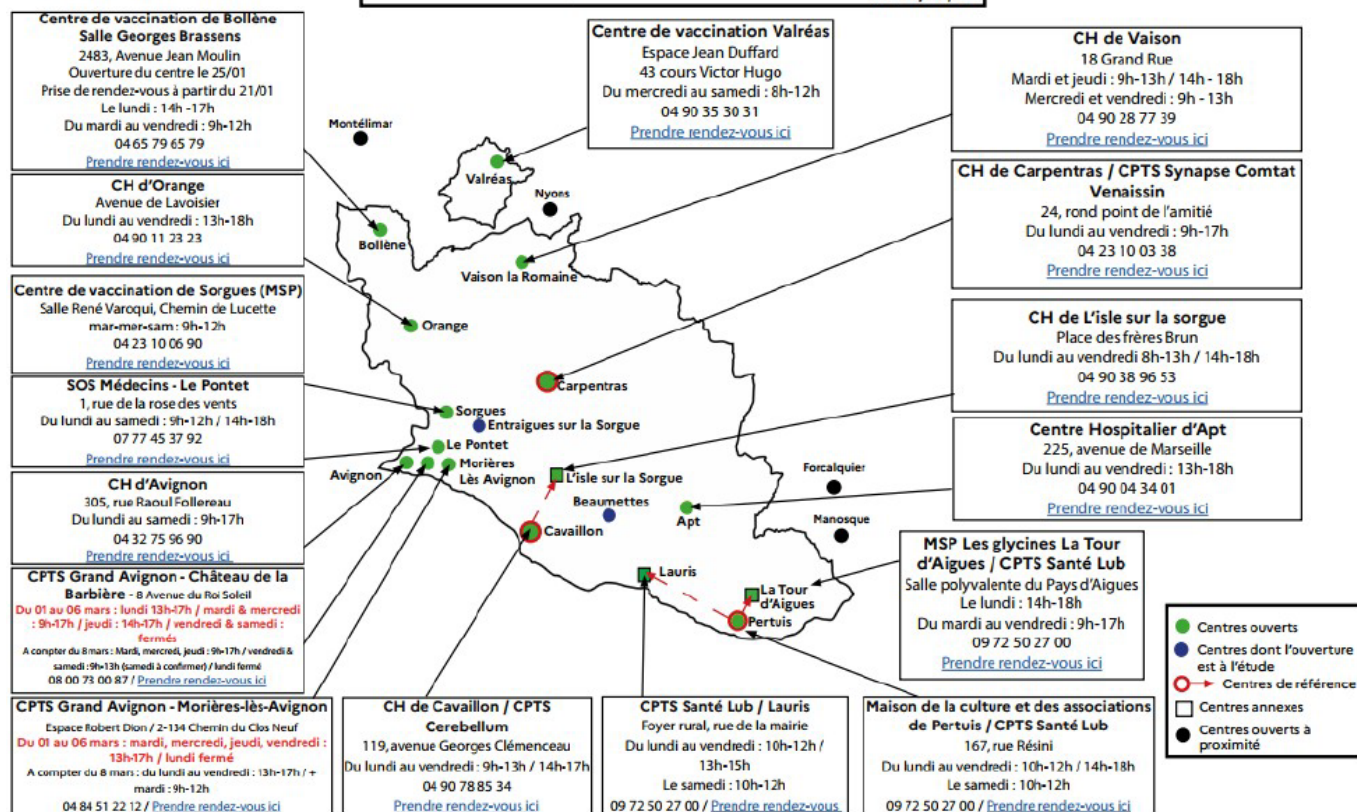 Centre de vaccination de Bollène
Salle Georges Brassens
2483, Avenue Jean Moulin
Ouverture du centre le 25/01
Prise de rendez-vous à partir du 21/01
Le lundi : 14h -17h
Du mardi au vendredi : 9h-12h
04 65 79 65 79
Prendre rendez-vous ici
CH d'Orange
Avenue de Lavoisier
Du lundi au vendredi : 13h-18h
04 90 11 23 23
Prendre rendez-vous ici
Centre de vaccination de Sorgues (MSP)
Salle René Varoqui, Chemin de Lucette
mar-mer-sam : 9h-12h
04 23 10 06 90
Prendre rendez-vous ici
SOS Médecins - Le Pontet
1, rue de la rose des vents
Du lundi au samedi : 9h-12h / 14h-18h
07 77 45 37 92
Prendre rendez-vous ici
CH d'Avignon
305, rue Raoul Follereau
Du lundi au samedi : 9h-17h
04 32 75 96 90
Prendre rendez-vous ici
CPTS Grand Avignon - Château de la
Barbière - 8 Avenue du Roi Soleil
Du 01 au 06 mars : lundi 13h-17h / mardi & mercredi
: 9h-17h / jeudi : 14h-17h / vendredi & samedi :
fermés
A compter du 8 mars : Mardi, mercredi, jeudi : 9h-17h / vendredi &
samedi : 9h-13h (samedi à confirmer) / lundi fermé
08 00 73 00 87 / Prendre rendez-vous ici
CPTS Grand Avignon - Morières-lès-Avignon
Espace Robert Dion / 2-134 Chemin du Clos Neuf
Du 01 au 06 mars : mardi, mercredi, jeudi, vendredi :
13h-17h / lundi fermé
A compter du 8 mars : du lundi au vendredi : 13h-17h / +
mardi : 9h-12h
04 84 51 22 12 / Prendre rendez-vous ici
CH de Cavaillon / CPTS
Cerebellum
119, avenue Georges Clémenceau
Du lundi au vendredi : 9h-13h / 14h-17h
04 90 78 85 34
Prendre rendez-vous ici
CPTS Santé Lub / Lauris
Foyer rural, rue de la mairie
Du lundi au vendredi : 10h-12h /
13h-15h
Le samedi : 10h-12h
09 72 50 27 00 / Prendre rendez-vous
Maison de la culture et des associations
de Pertuis / CPTS Santé Lub
167, rue Résini
Du lundi au vendredi : 10h-12h / 14h-18h
Le samedi : 10h-12h
09 72 50 27 00 / Prendre rendez-vous ici
Centre de vaccination Valréas
Espace Jean Duffard
43 cours Victor Hugo
Du mercredi au samedi : 8h-12h
04 90 35 30 31
Prendre rendez-vous ici
CH de Vaison
18 Grand Rue
Mardi et jeudi : 9h-13h / 14h - 18h
Mercredi et vendredi : 9h - 13h
04 90 28 77 39
Prendre rendez-vous ici
CH de Carpentras / CPTS Synapse Comtat
Venaissin
24, rond point de l'amitié
Du lundi au vendredi : 9h-17h
04 23 10 03 38
Prendre rendez-vous ici
CH de L'isle sur la sorgue
Place des frères Brun
Du lundi au vendredi 8h-13h / 14h-18h
04 90 38 96 53
Prendre rendez-vous ici
Centre Hospitalier d'Apt
225, avenue de Marseille
Du lundi au vendredi : 13h-18h
04 90 04 34 01
Prendre rendez-vous ici
MSP Les glycines La Tour
d'Aigues / CPTS Santé Lub
Salle polyvalente du Pays d'Aigues
Le lundi : 14h-18h
Du mardi au vendredi : 9h-17h
09 72 50 27 00
Prendre rendez-vous ici
Montélimar
Valréas
Nyons
Bollène
Vaison la Romaine
Orange
Carpentras
Sorgues
Entraigues sur la Sorgue
Le Pontet
Avignon
Morières
Lès Avignon
L'isle sur la Sorgue
Beaumettes
Apt
Cavaillon
Forcalquier
Manosque
Lauris
La Tour
d'Aigues
Pertuis
Centres ouverts
Centres dont l'ouverture
est à l'étude
Centres de référence
Centres annexes
Centres ouverts à
proximité